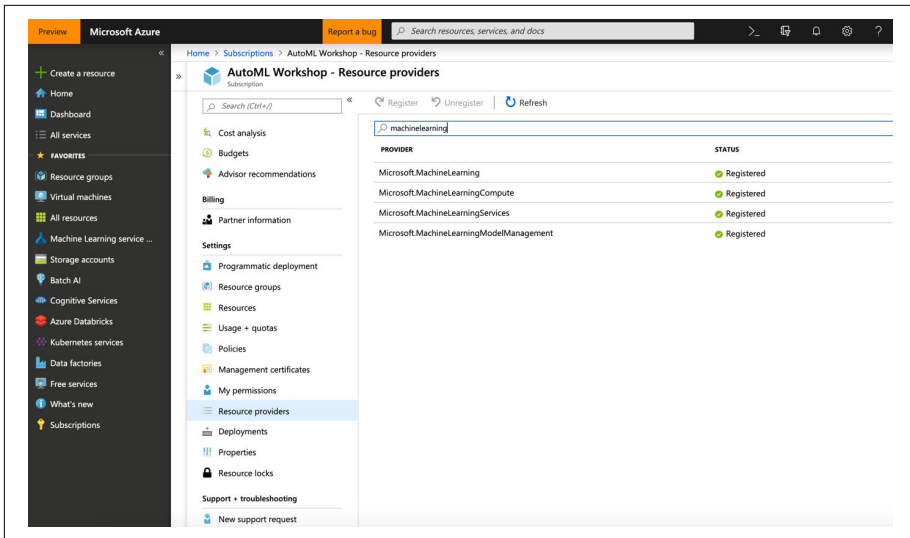 Preview
Microsoft Azure
Report a bug
Search resources, services, and docs
>_
?
«
Create a resource
Home
Dashboard
All services
FAVORITES
Resource groups
Virtual machines
All resources
Machine Learning service ...
Storage accounts
Batch AI
Cognitive Services
Azure Databricks
Kubernetes services
Data factories
Free services
What's new
Subscriptions
Home > Subscriptions > AutoML Workshop - Resource providers
»
AutoML Workshop - Resource providers
Subscription
Search (Ctrl+/)
«
Cost analysis
Budgets
Advisor recommendations
Billing
Partner information
Settings
Programmatic deployment
Resource groups
Resources
Usage + quotas
Policies
Management certificates
My permissions
Resource providers
Deployments
Properties
Resource locks
Support + troubleshooting
New support request
Register Unregister Refresh
machinelearning
PROVIDER STATUS
Microsoft.MachineLearning Registered
Microsoft.MachineLearningCompute Registered
Microsoft.MachineLearningServices Registered
Microsoft.MachineLearningModelManagement Registered